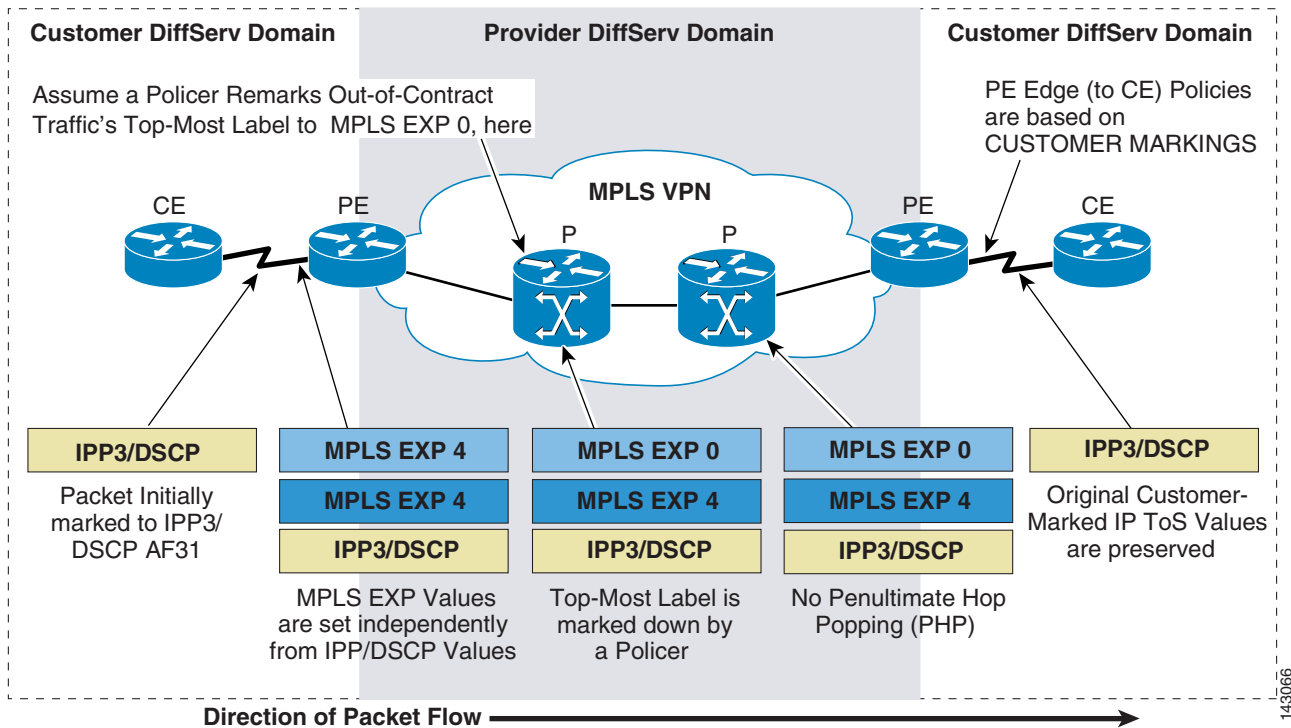 Customer DiffServ Domain
Provider DiffServ Domain
Customer DiffServ Domain
Assume a Policer Remarks Out-of-Contract
Traffic's Top-Most Label to MPLS EXP 0, here
PE Edge (to CE) Policies
are based on
CUSTOMER MARKINGS
MPLS VPN
CE
PE
P
P
PE
CE
IPP3/DSCP
Packet Initially
marked to IPP3/
DSCP AF31
MPLS EXP 4
MPLS EXP 4
IPP3/DSCP
MPLS EXP Values
are set independently
from IPP/DSCP Values
MPLS EXP 0
MPLS EXP 4
IPP3/DSCP
Top-Most Label is
marked down by
a Policer
MPLS EXP 0
MPLS EXP 4
IPP3/DSCP
No Penultimate Hop
Popping (PHP)
IPP3/DSCP
Original Customer-
Marked IP ToS Values
are preserved
Direction of Packet Flow
143066